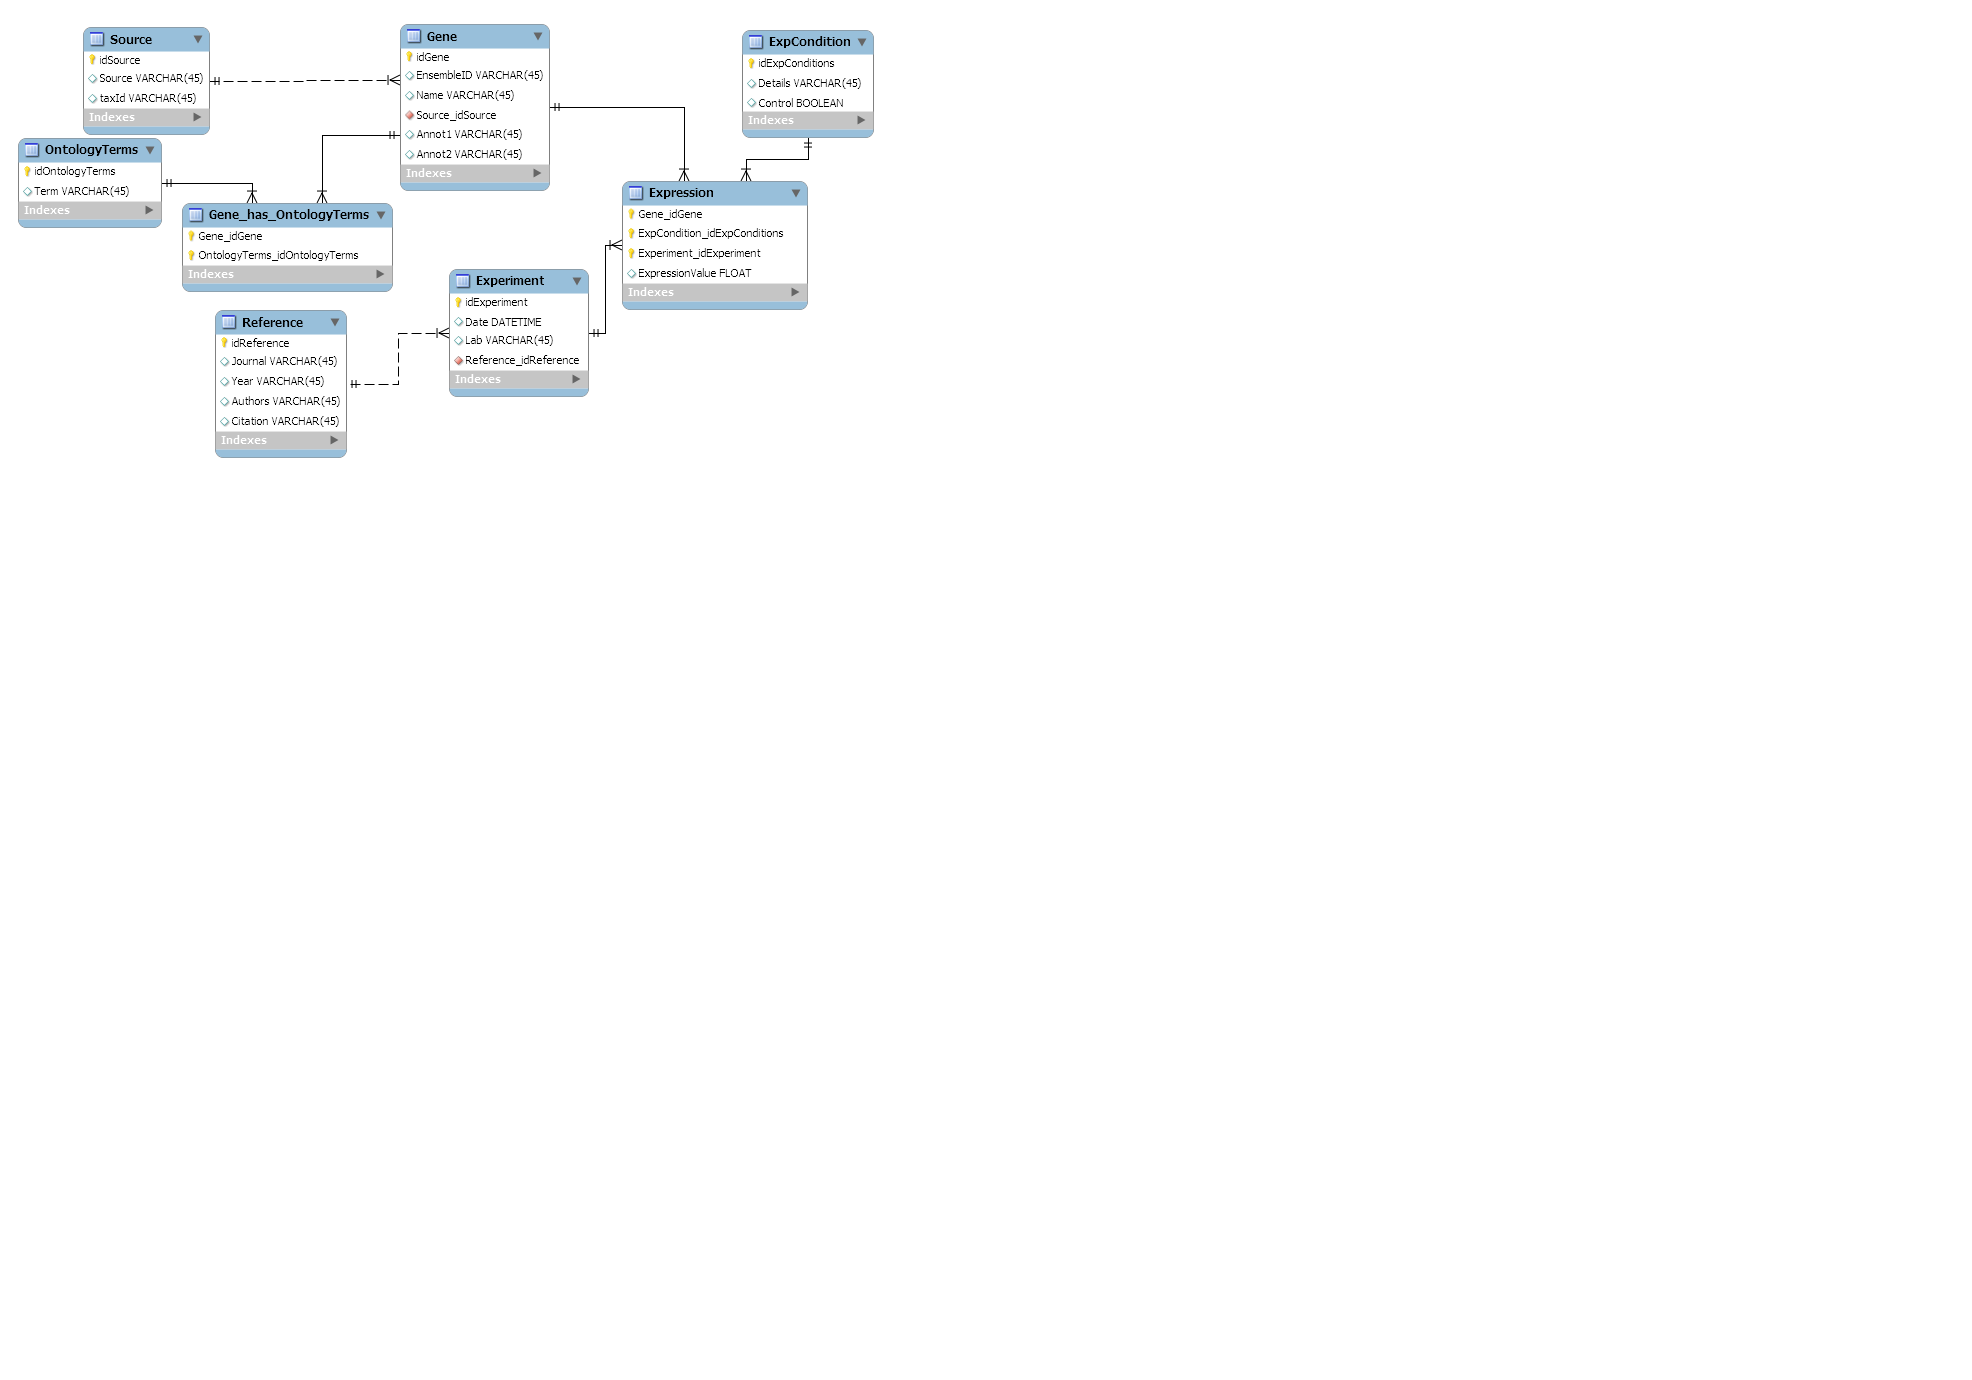 Source
idSource
Source VARCHAR(45)
taxId VARCHAR(45)
Indexes
Gene
idGene
EnsembleID VARCHAR(45)
Name VARCHAR(45)
Source_idSource
Annot1 VARCHAR(45)
Annot2 VARCHAR(45)
Indexes
ExpCondition
idExpConditions
Details VARCHAR(45)
Control BOOLEAN
Indexes
OntologyTerms
idOntologyTerms
Term VARCHAR(45)
Indexes
Gene_has_OntologyTerms
Gene_idGene
OntologyTerms_idOntologyTerms
Indexes
Expression
Gene_idGene
ExpCondition_idExpConditions
Experiment_idExperiment
ExpressionValue FLOAT
Indexes
Experiment
idExperiment
Date DATETIME
Lab VARCHAR(45)
Reference_idReference
Indexes
Reference
idReference
Journal VARCHAR(45)
Year VARCHAR(45)
Authors VARCHAR(45)
Citation VARCHAR(45)
Indexes